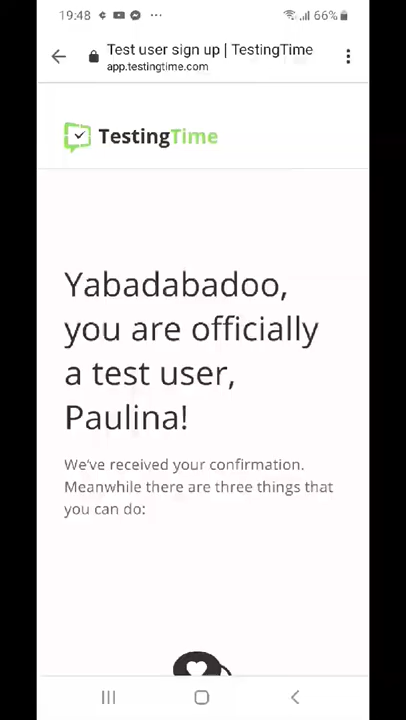 19:48 66%
Test user sign up | TestingTime
app.testingtime.com
TestingTime
Yabadabadoo,
you are officially
a test user,
Paulina!
We've received your confirmation.
Meanwhile there are three things that
you can do: